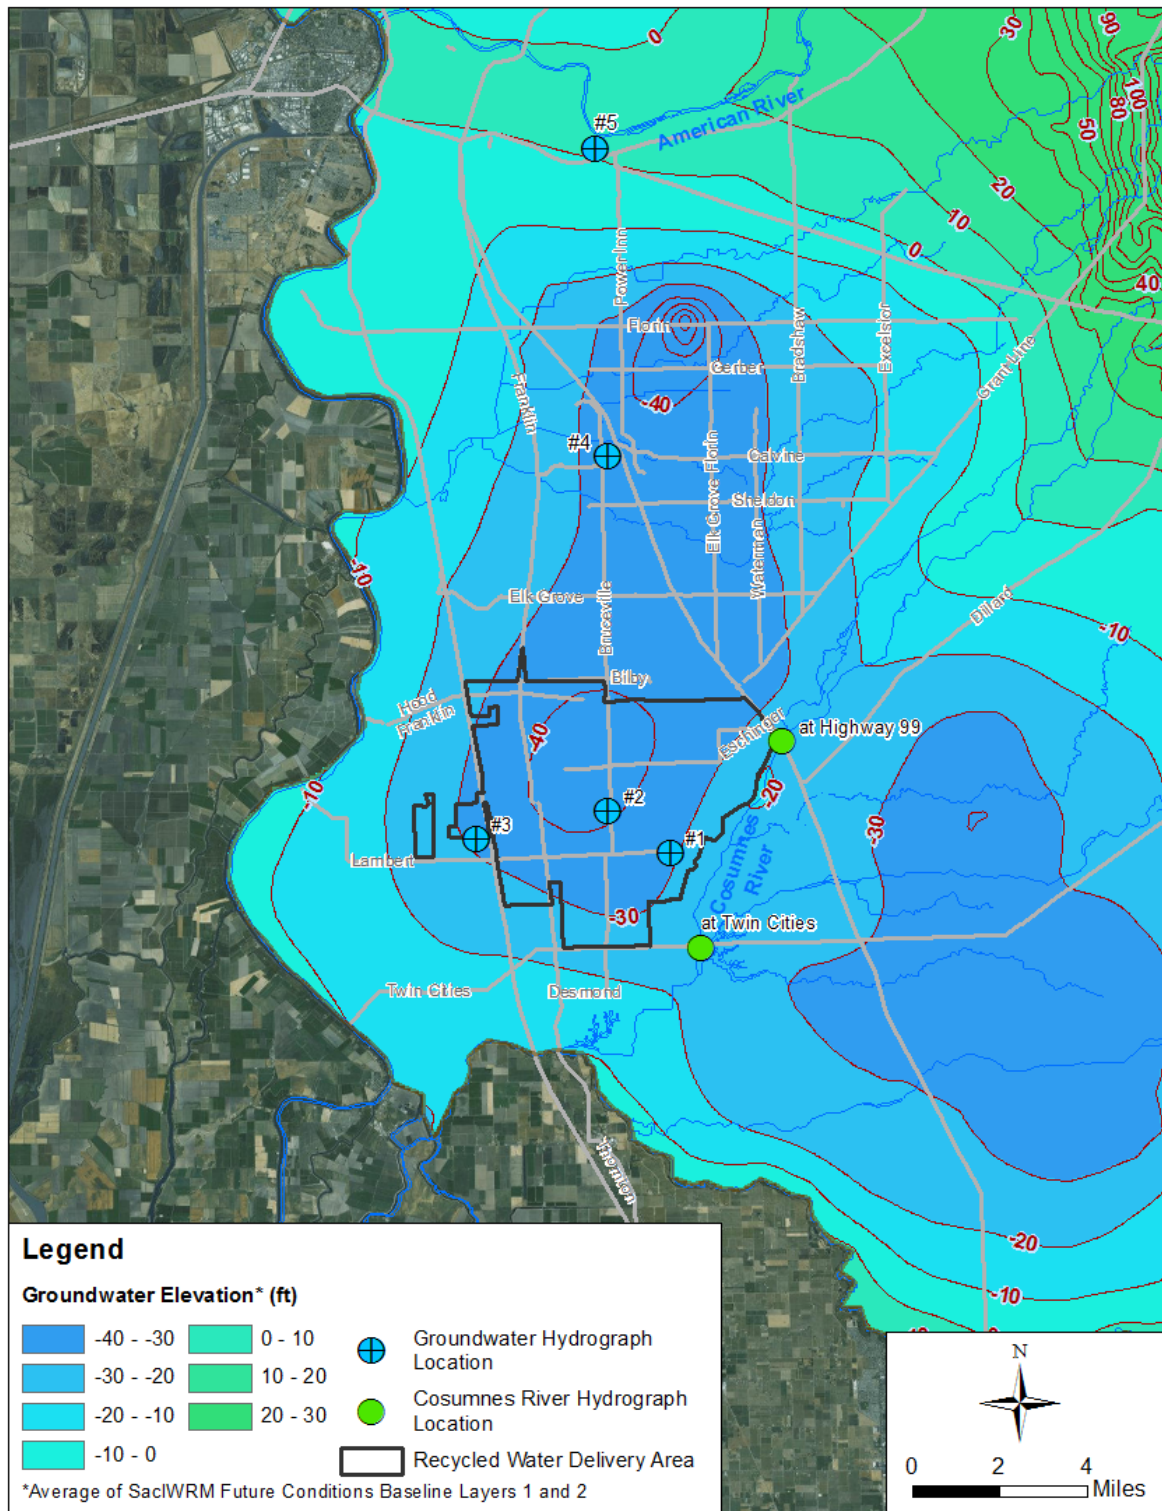 0
30
90
100
80
50
American River
#5
20
10
0
40
Power Inn
Florin
Bradshaw
Excelsior
Grant Line
Gerber
-40
Franklin
#4
Calvine
Elk Grove Florin
Sheldon
Waterman
-10
Elk Grove
Bruceville
Dillard
-10
Bilby
Hood
Franklin
-40
Eschinger
at Highway 99
-20
-10
#2
#3
#1
-30
Lambert
Cosumnes
River
-30
at Twin Cities
Twin Cities
Desmond
-20
-10
Legend
Groundwater Elevation* (ft)
-40 - -30
-30 - -20
-20 - -10
-10 - 0
0 - 10
10 - 20
20 - 30
Groundwater Hydrograph
Location
Cosumnes River Hydrograph
Location
Recycled Water Delivery Area
*Average of SacIWRM Future Conditions Baseline Layers 1 and 2
N
0 2 4
Miles